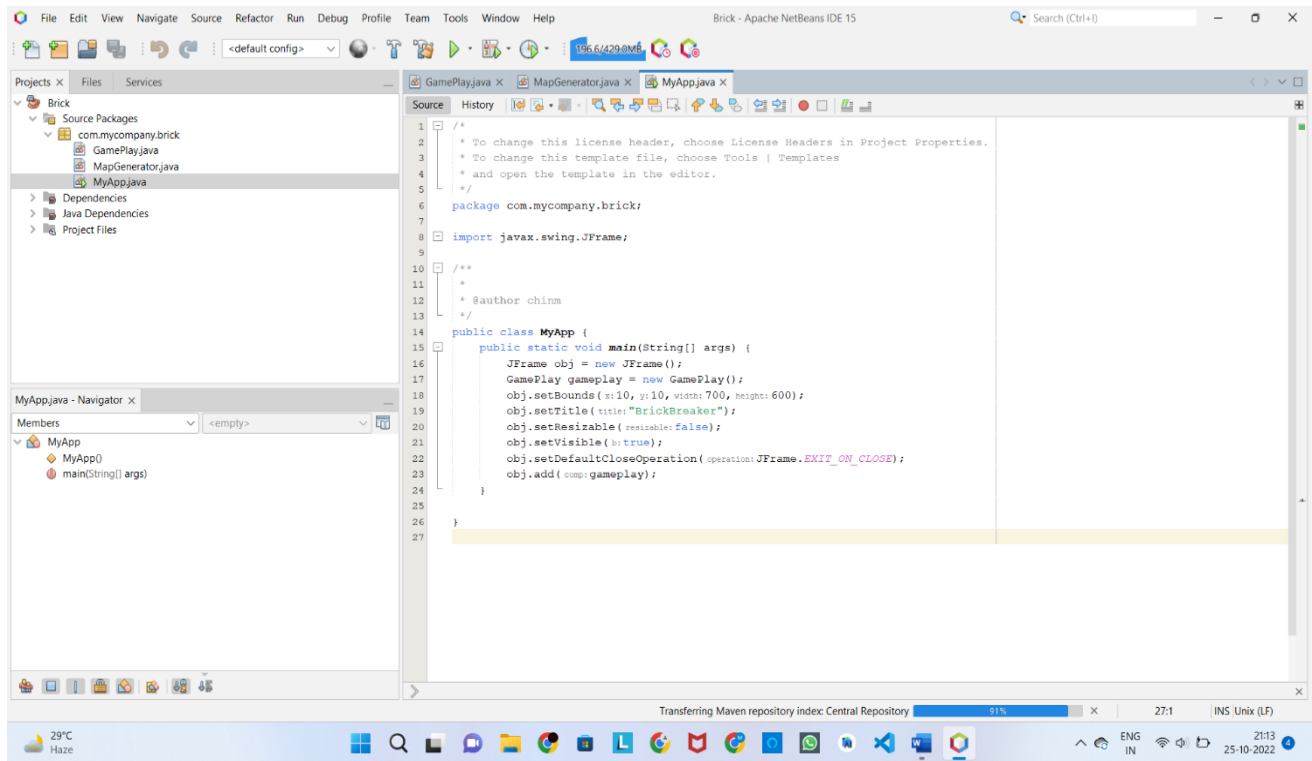 File Edit View Navigate Source Refactor Run Debug Profile Team Tools Window Help
Brick - Apache NetBeans IDE 15
Search (Ctrl+I)
<default config>
196.6/429.0MB
Projects × Files Services
Brick
Source Packages
com.mycompany.brick
GamePlay.java
MapGenerator.java
MyApp.java
Dependencies
Java Dependencies
Project Files
MyApp.java - Navigator ×
Members
<empty>
MyApp
MyApp()
main(String[] args)
GamePlay.java × MapGenerator.java × MyApp.java ×
Source History
1 /*
2 * To change this license header, choose License Headers in Project Properties.
3 * To change this template file, choose Tools | Templates
4 * and open the template in the editor.
5 */
6 package com.mycompany.brick;
7
8 import javax.swing.JFrame;
9
10 /**
11 *
12 * @author chinm
13 */
14 public class MyApp {
15 public static void main(String[] args) {
16 JFrame obj = new JFrame();
17 GamePlay gameplay = new GamePlay();
18 obj.setBounds( x: 10, y: 10, width: 700, height: 600);
19 obj.setTitle( title: "BrickBreaker");
20 obj.setResizable( resizable: false);
21 obj.setVisible( b: true);
22 obj.setDefaultCloseOperation( operation: JFrame.EXIT_ON_CLOSE);
23 obj.add( comp: gameplay);
24 }
25
26 }
27
Transferring Maven repository index: Central Repository 91% × 27:1 INS Unix (LF)
29°C
Haze
ENG
IN
21:13
25-10-2022
4